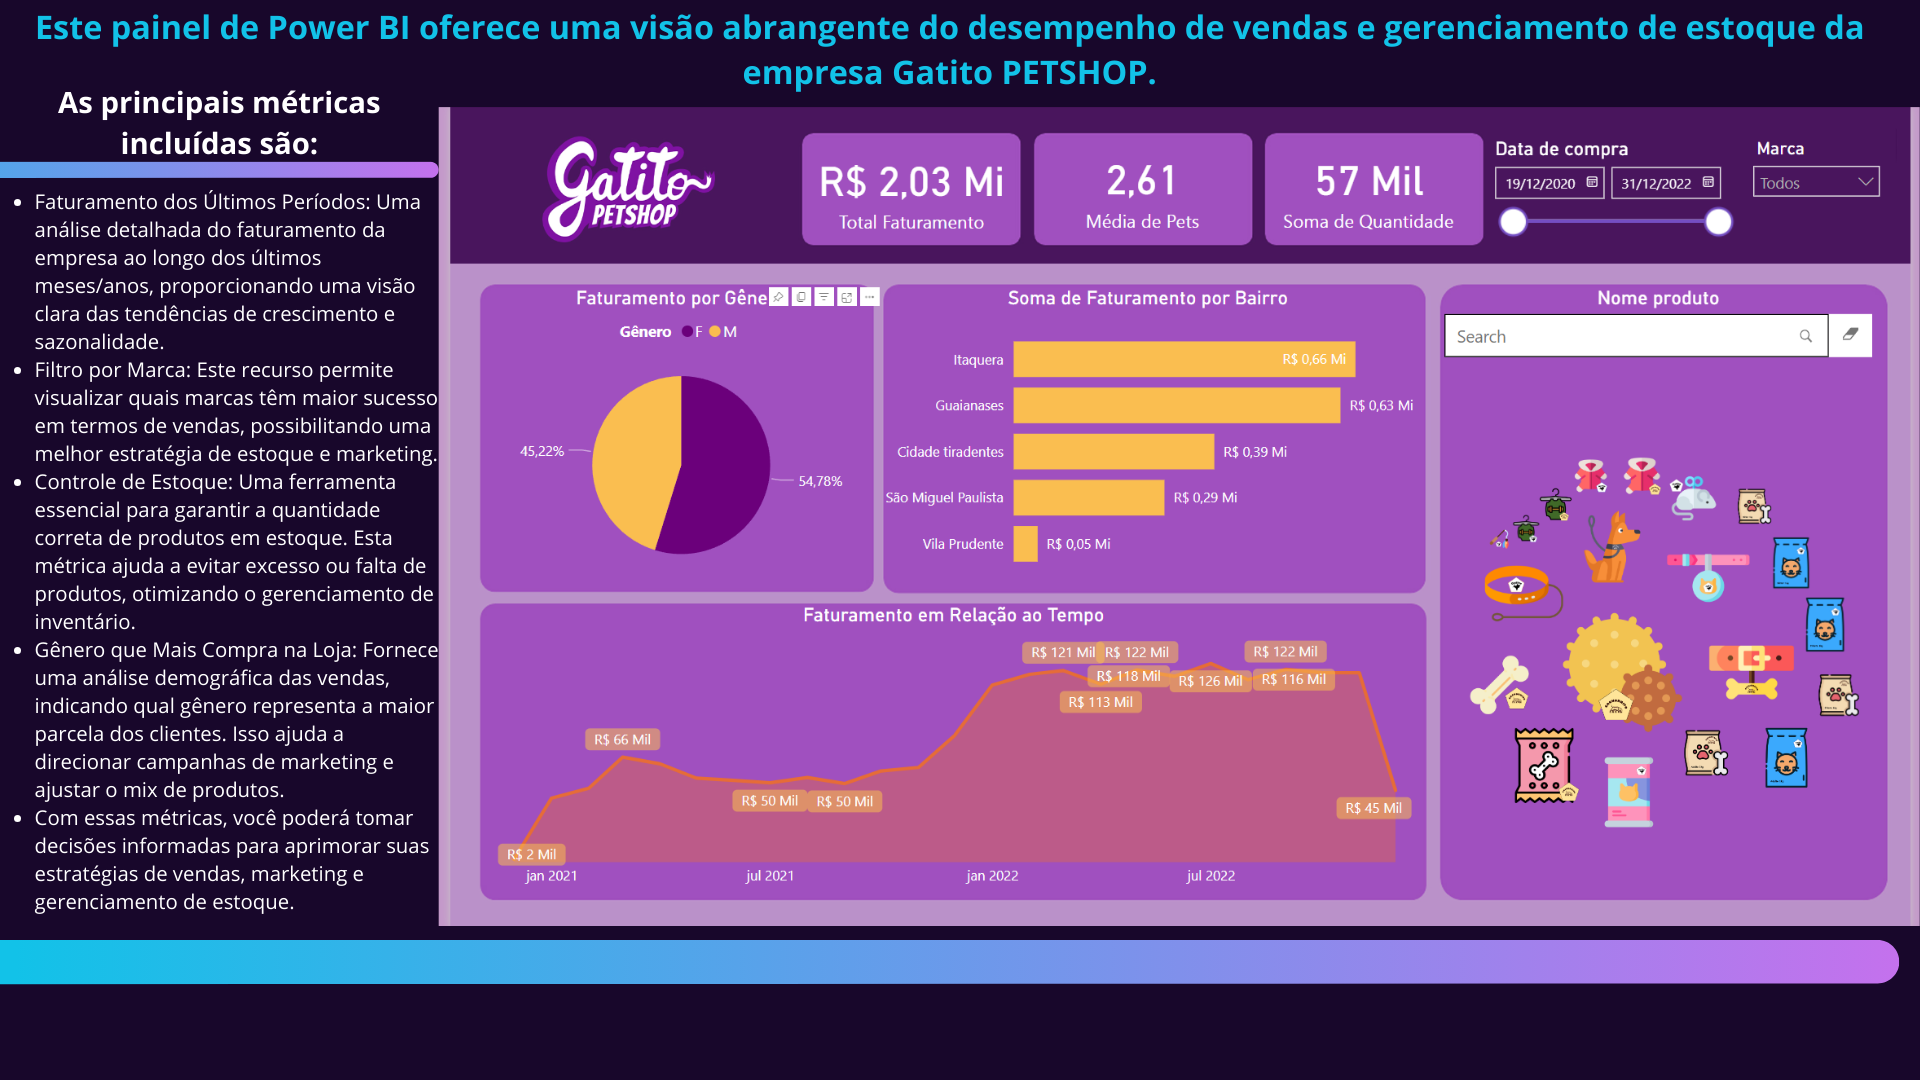 Este painel de Power BI oferece uma visão abrangente do desempenho de vendas e gerenciamento de estoque da
empresa Gatito PETSHOP.
As principais métricas
incluídas são:
• Faturamento dos Últimos Períodos: Uma
análise detalhada do faturamento da
empresa ao longo dos últimos
meses/anos, proporcionando uma visão
clara das tendências de crescimento e
sazonalidade.
• Filtro por Marca: Este recurso permite
visualizar quais marcas têm maior sucesso
em termos de vendas, possibilitando uma
melhor estratégia de estoque e marketing.
• Controle de Estoque: Uma ferramenta
essencial para garantir a quantidade
correta de produtos em estoque. Esta
métrica ajuda a evitar excesso ou falta de
produtos, otimizando o gerenciamento de
inventário.
• Gênero que Mais Compra na Loja: Fornece
uma análise demográfica das vendas,
indicando qual gênero representa a maior
parcela dos clientes. Isso ajuda a
direcionar campanhas de marketing e
ajustar o mix de produtos.
• Com essas métricas, você poderá tomar
decisões informadas para aprimorar suas
estratégias de vendas, marketing e
gerenciamento de estoque.
Gatito
PETSHOP
R$ 2,03 Mi
Total Faturamento
2,61
Média de Pets
57 Mil
Soma de Quantidade
Data de compra
19/12/2020
31/12/2022
Marca
Todos
Faturamento por Gêne
Gênero F M
45,22%
54,78%
Soma de Faturamento por Bairro
Itaquera R$ 0,66 Mi
Guaianases R$ 0,63 Mi
Cidade tiradentes R$ 0,39 Mi
São Miguel Paulista R$ 0,29 Mi
Vila Prudente R$ 0,05 Mi
Nome produto
Search
Faturamento em Relação ao Tempo
R$ 121 Mil R$ 122 Mil R$ 122 Mil
R$ 118 Mil R$ 126 Mil R$ 116 Mil
R$ 113 Mil
R$ 66 Mil
R$ 50 Mil R$ 50 Mil
R$ 45 Mil
R$ 2 Mil
jan 2021 jul 2021 jan 2022 jul 2022